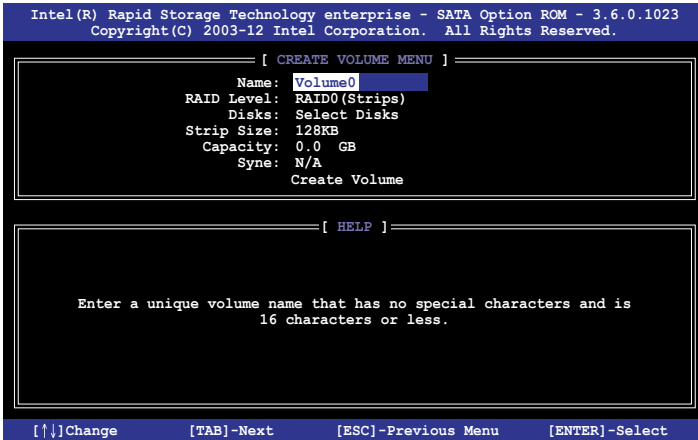 Intel(R) Rapid Storage Technology enterprise - SATA Option ROM - 3.6.0.1023
Copyright(C) 2003-12 Intel Corporation. All Rights Reserved.
[ CREATE VOLUME MENU ]
Name: Volume0
RAID Level: RAID0(Strips)
Disks: Select Disks
Strip Size: 128KB
Capacity: 0.0 GB
Syne: N/A
Create Volume
[ HELP ]
Enter a unique volume name that has no special characters and is
16 characters or less.
[↑↓]Change [TAB]-Next [ESC]-Previous Menu [ENTER]-Select